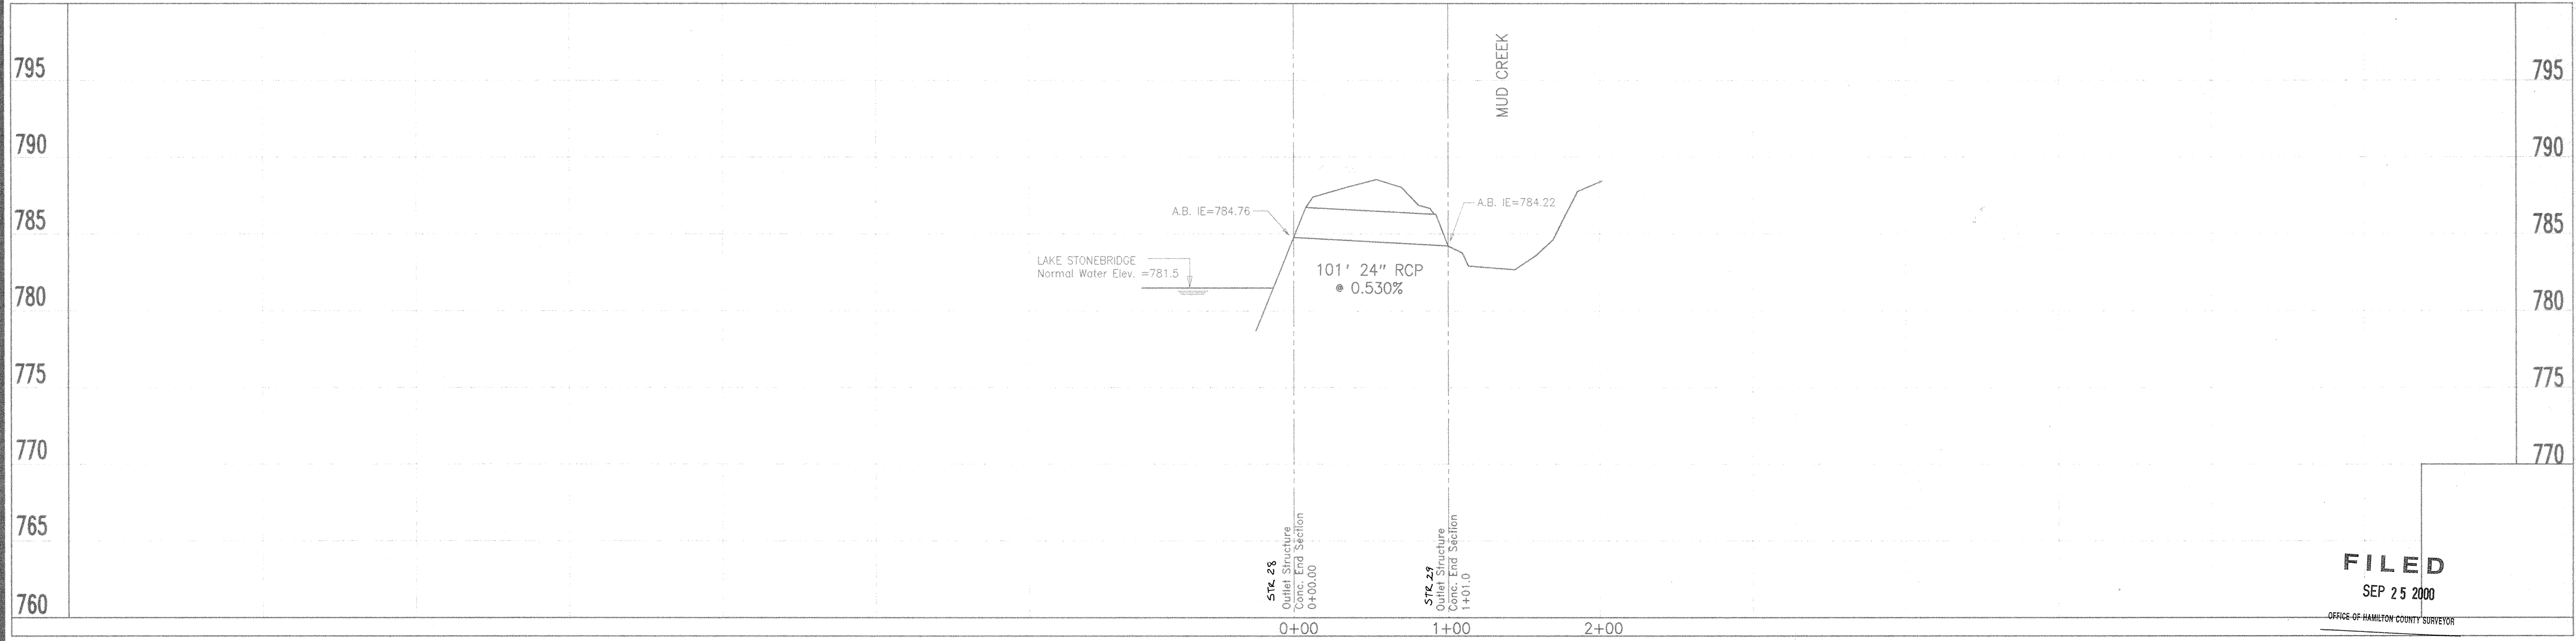 795
790
785
780
775
770
765
760
MUD CREEK
A.B. IE=784.76
A.B. IE=784.22
LAKE STONEBRIDGE
Normal Water Elev. =781.5
101' 24" RCP
@ 0.530%
STR 28
Outlet Structure
Conc. End Section
0+00.00
STR 29
Outlet Structure
Conc. End Section
1+01.0
0+00
1+00
2+00
795
790
785
780
775
770
FILED
SEP 25 2000
OFFICE OF HAMILTON COUNTY SURVEYOR